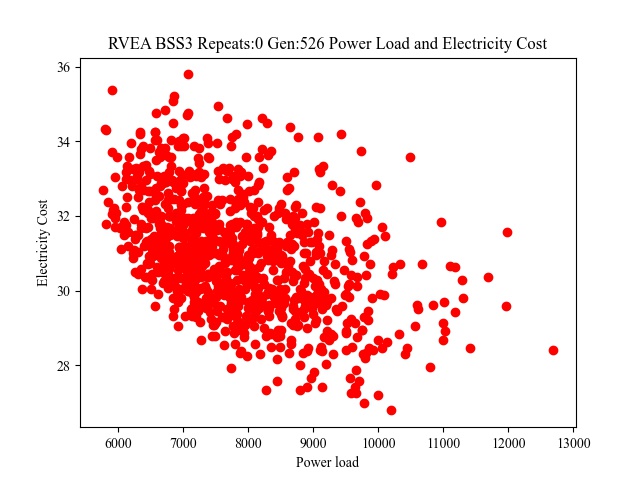 RVEA BSS3 Repeats:0 Gen:526 Power Load and Electricity Cost
36
34
32
30
28
Electricity Cost
6000 7000 8000 9000 10000 11000 12000 13000
Power load